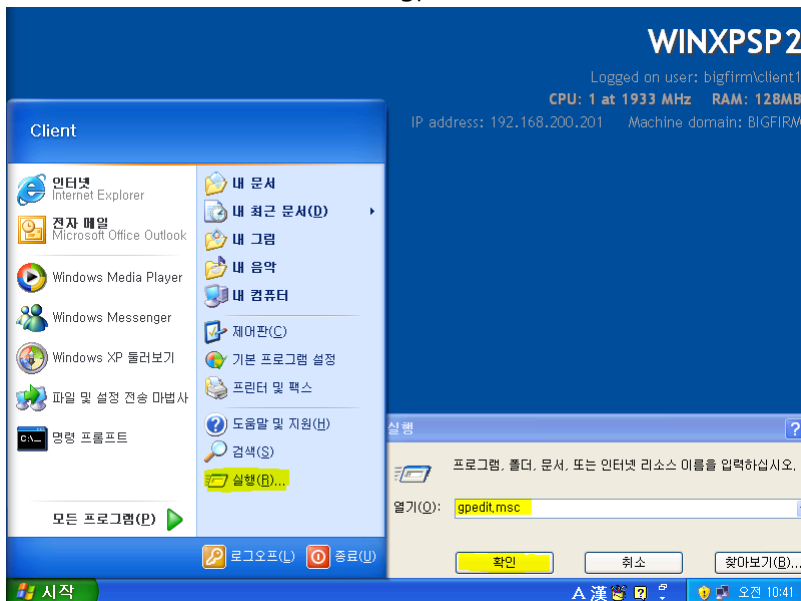 WINXPSP2
Logged on user: bigfirm\client1
CPU: 1 at 1933 MHz RAM: 128MB
IP address: 192.168.200.201 Machine domain: BIGFIRM
Client
인터넷
Internet Explorer
전자 메일
Microsoft Office Outlook
Windows Media Player
Windows Messenger
Windows XP 둘러보기
파일 및 설정 전송 마법사
C:\_
명령 프롬프트
모든 프로그램(P)
내 문서
내 최근 문서(D)
내 그림
내 음악
내 컴퓨터
제어판(C)
기본 프로그램 설정
프린터 및 팩스
도움말 및 지원(H)
검색(S)
실행(R)...
로그오프(L)
종료(U)
실행
프로그램, 폴더, 문서, 또는 인터넷 리소스 이름을 입력하십시오.
열기(O):
gpedit.msc
확인
취소
찾아보기(B)...
시작
A 漢
오전 10:41